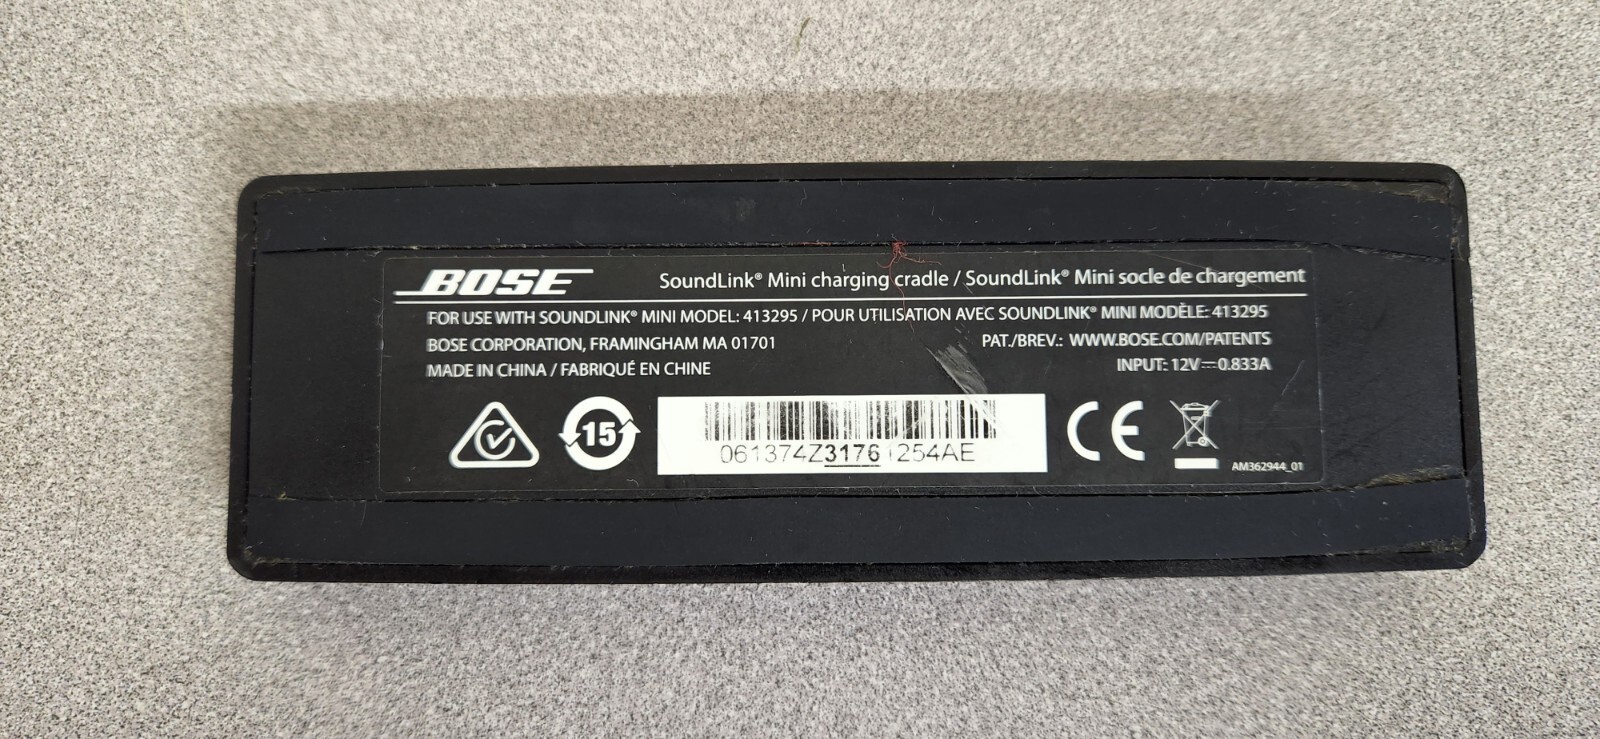 BOSE
SoundLink® Mini charging cradle / SoundLink® Mini socle de chargement
FOR USE WITH SOUNDLINK® MINI MODEL: 413295 / POUR UTILISATION AVEC SOUNDLINK® MINI MODÈLE: 413295
BOSE CORPORATION, FRAMINGHAM MA 01701
PAT./BREV.: WWW.BOSE.COM/PATENTS
MADE IN CHINA / FABRIQUÉ EN CHINE
INPUT: 12V⎓0.833A
15
061374Z31761254AE
CE
AM362944_01